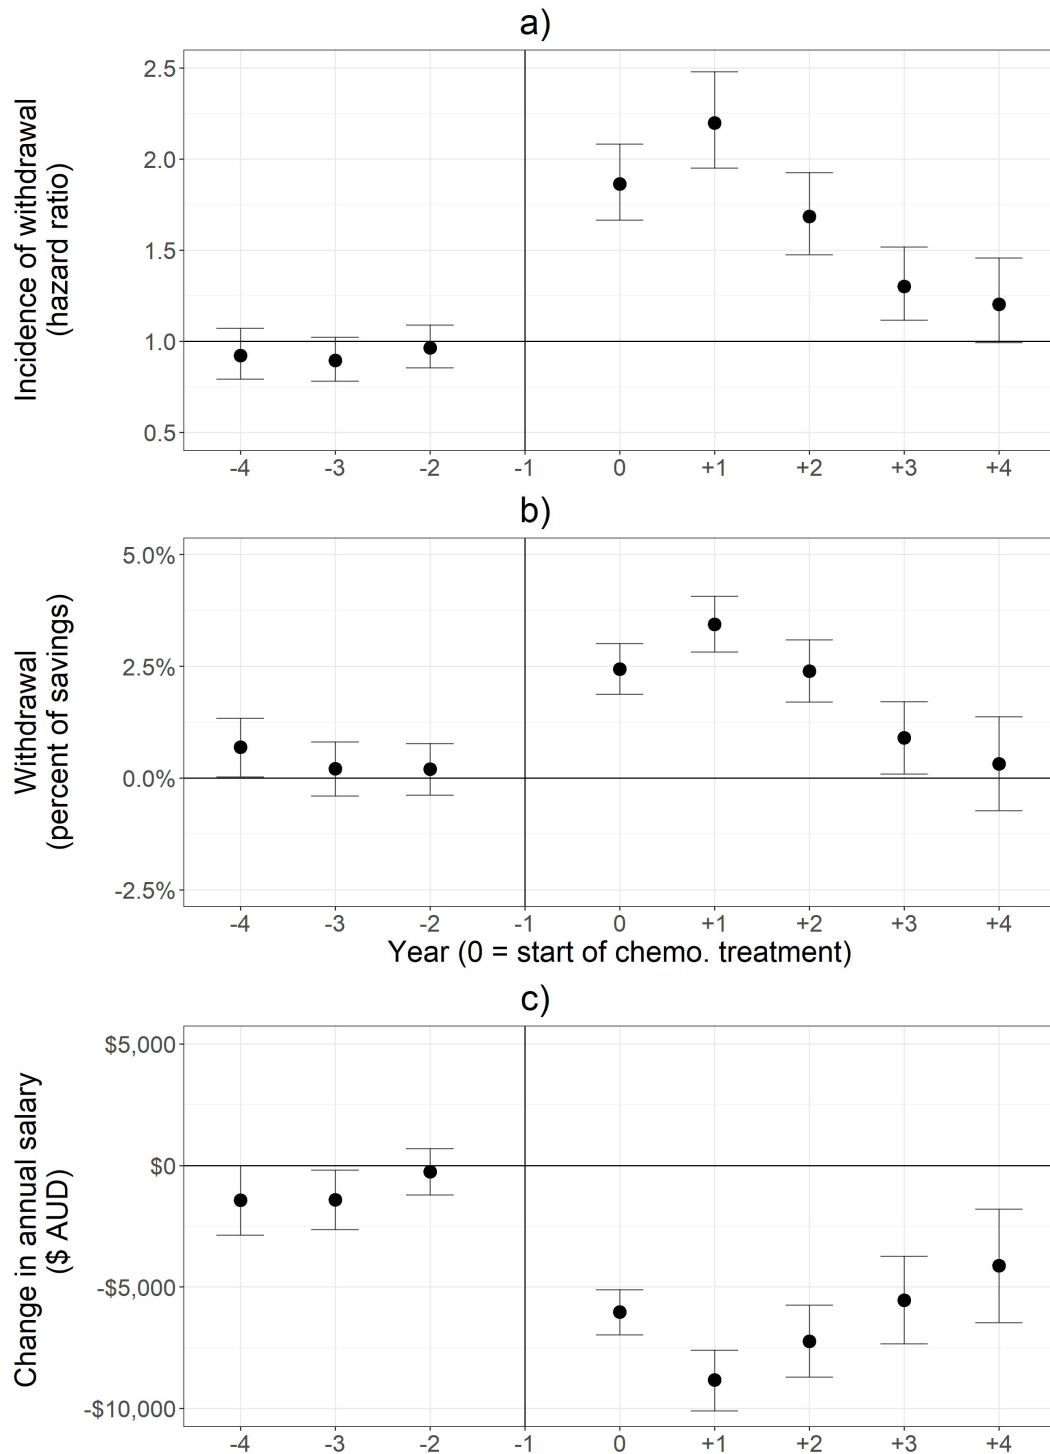 a)
Incidence of withdrawal
(hazard ratio)
2.5
2.0
1.5
1.0
0.5
-4 -3 -2 -1 0 +1 +2 +3 +4
b)
Withdrawal
(percent of savings)
5.0%
2.5%
0.0%
-2.5%
-4 -3 -2 -1 0 +1 +2 +3 +4
Year (0 = start of chemo. treatment)
c)
Change in annual salary
($ AUD)
$5,000
$0
-$5,000
-$10,000
-4 -3 -2 -1 0 +1 +2 +3 +4